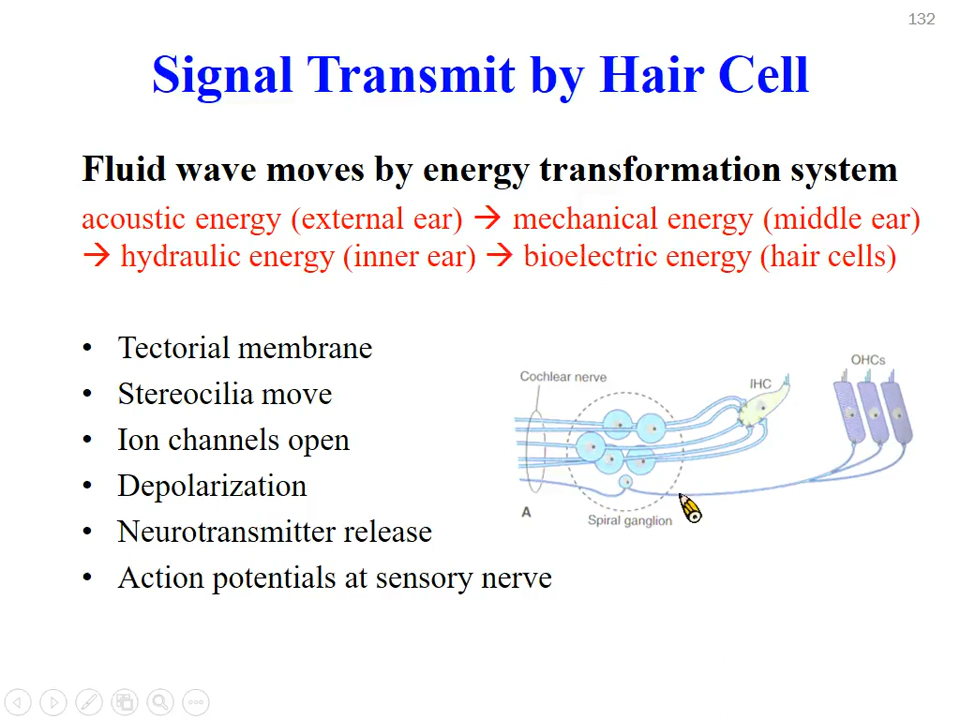 132
Signal Transmit by Hair Cell
Fluid wave moves by energy transformation system
acoustic energy (external ear) → mechanical energy (middle ear)
→ hydraulic energy (inner ear) → bioelectric energy (hair cells)
• Tectorial membrane
• Stereocilia move
• Ion channels open
• Depolarization
• Neurotransmitter release
• Action potentials at sensory nerve
Cochlear nerve
IHC
OHCs
A
Spiral ganglion